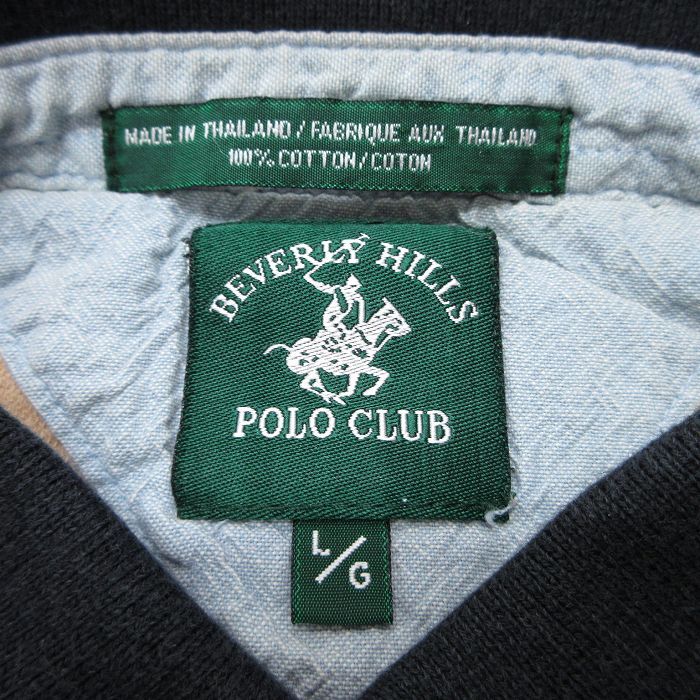 MADE IN THAILAND / FABRIQUE AUX THAILAND
100% COTTON / COTON
BEVERLY HILLS
POLO CLUB
L/G